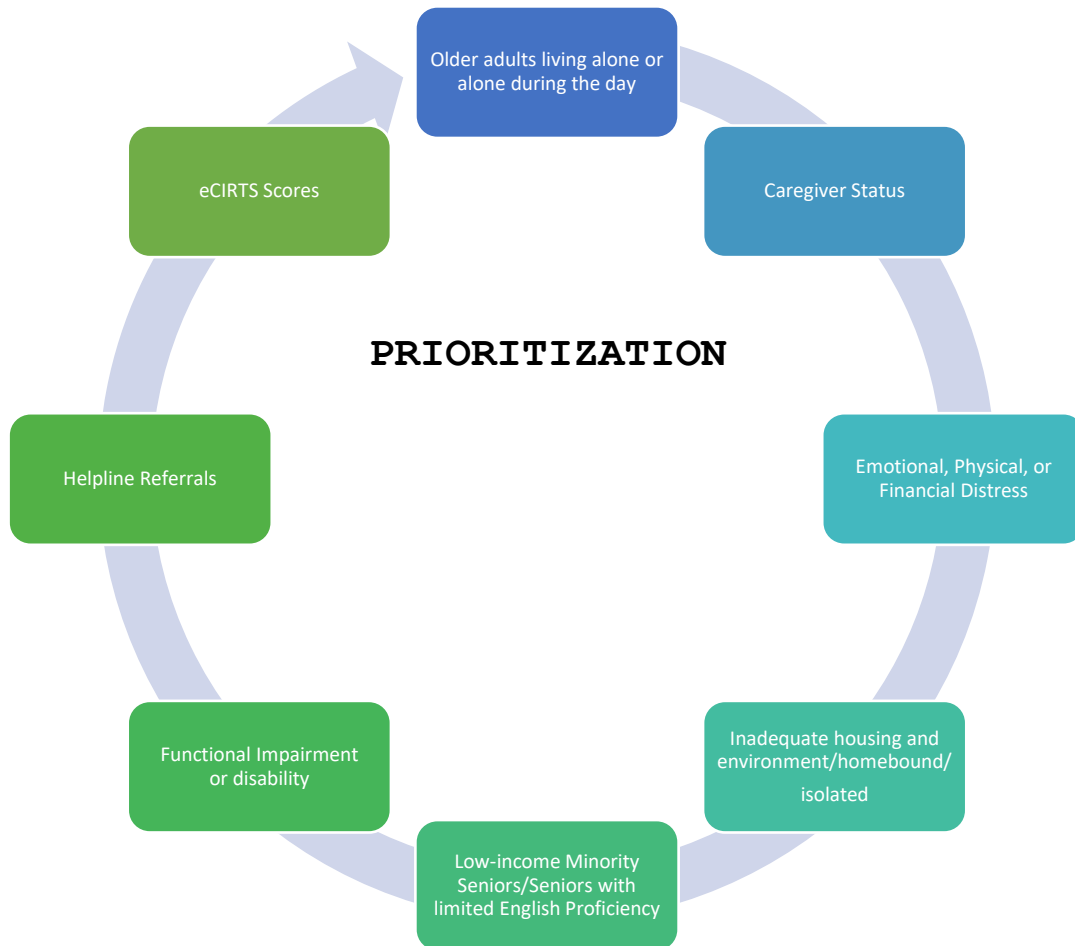 Older adults living alone or
alone during the day
Caregiver Status
Emotional, Physical, or
Financial Distress
Inadequate housing and
environment/homebound/
isolated
Low-income Minority
Seniors/Seniors with
limited English Proficiency
Functional Impairment
or disability
Helpline Referrals
eCIRTS Scores
PRIORITIZATION